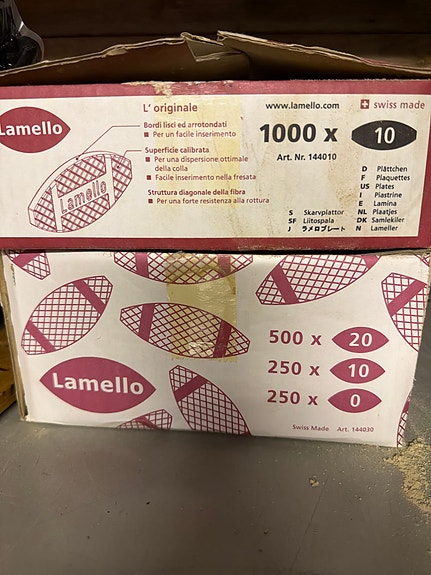 L' originale
www.lamello.com
swiss made
Lamello
Bordi lisci ed arrotondati
Per un facile inserimento
1000 x 10
Art. Nr. 144010
Superficie calibrata
Per una dispersione ottimale
della colla
Facile inserimento nella fresata
Struttura diagonale della fibra
Per una forte resistenza alla rottura
Lamello
S Skarvplattor
SF Liitospala
J ラメロプレート
D Plättchen
F Plaquettes
US Plates
I Piastrine
E Lamina
NL Plaatjes
DK Samlekiler
N Lameller
500 x 20
250 x 10
250 x 0
Lamello
Swiss Made Art. 144030